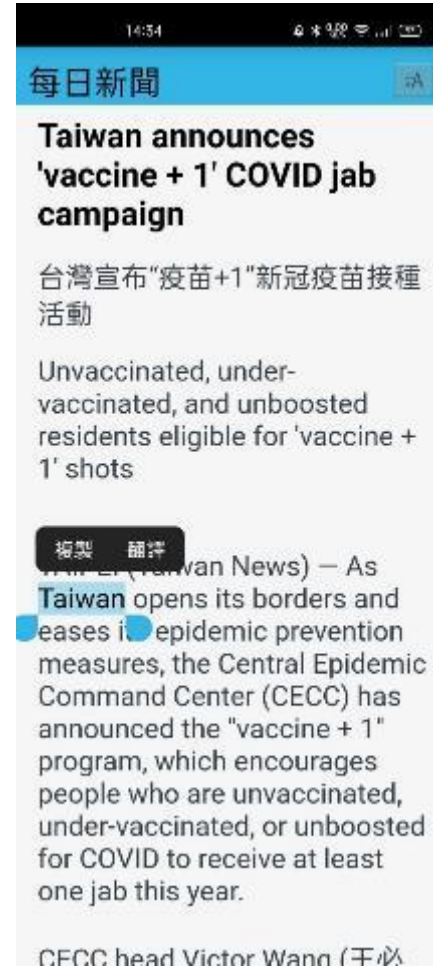 14:54
每日新聞
Taiwan announces
'vaccine + 1' COVID jab
campaign
台灣宣布“疫苗+1”新冠疫苗接種
活動
Unvaccinated, under-
vaccinated, and unboosted
residents eligible for 'vaccine +
1' shots
複製 翻譯
(Taiwan News) — As
Taiwan opens its borders and
eases epidemic prevention
measures, the Central Epidemic
Command Center (CECC) has
announced the "vaccine + 1"
program, which encourages
people who are unvaccinated,
under-vaccinated, or unboosted
for COVID to receive at least
one jab this year.
CECC head Victor Wang (王必